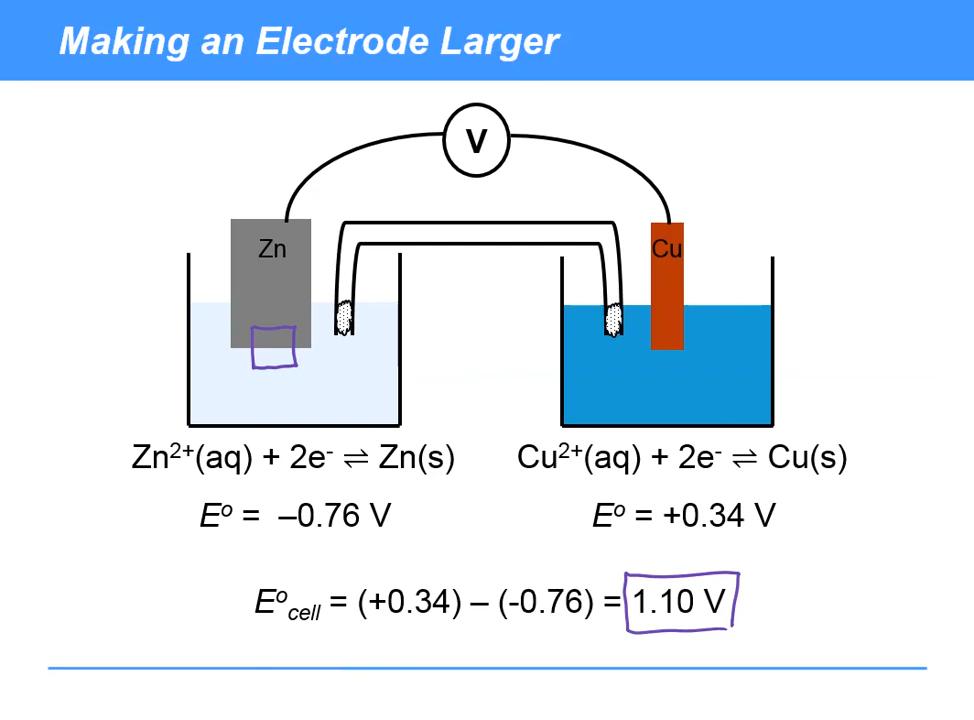 Making an Electrode Larger
V
Zn
Cu
Zn²⁺(aq) + 2e⁻ ⇌ Zn(s)
Cu²⁺(aq) + 2e⁻ ⇌ Cu(s)
Eᵒ = –0.76 V
Eᵒ = +0.34 V
Eᵒcell = (+0.34) – (-0.76) = 1.10 V